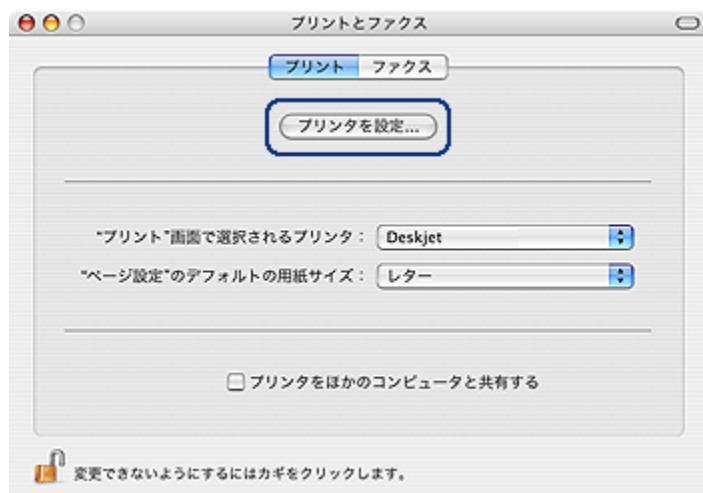 プリントとファクス
プリント ファクス
プリンタを設定...
“プリント”画面で選択されるプリンタ： Deskjet
“ページ設定”のデフォルトの用紙サイズ： レター
プリンタをほかのコンピュータと共有する
変更できないようにするにはカギをクリックします。